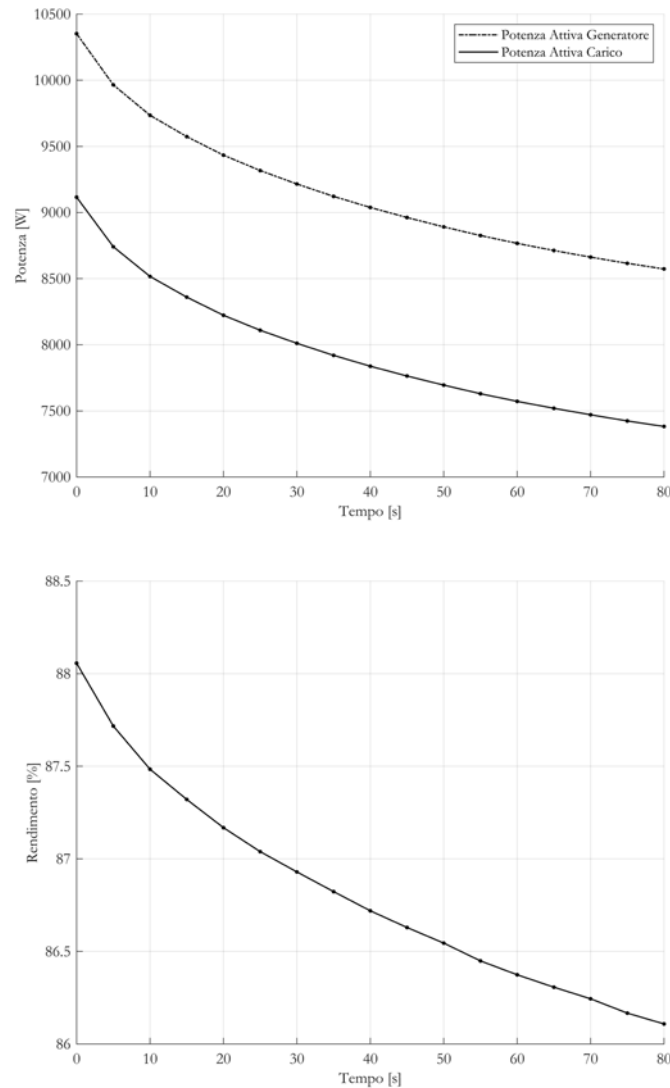 10500
10000
9500
9000
8500
8000
7500
7000
Potenza [W]
Potenza Attiva Generatore
Potenza Attiva Carico
0 10 20 30 40 50 60 70 80
Tempo [s]
88.5
88
87.5
87
86.5
86
Rendimento [%]
0 10 20 30 40 50 60 70 80
Tempo [s]